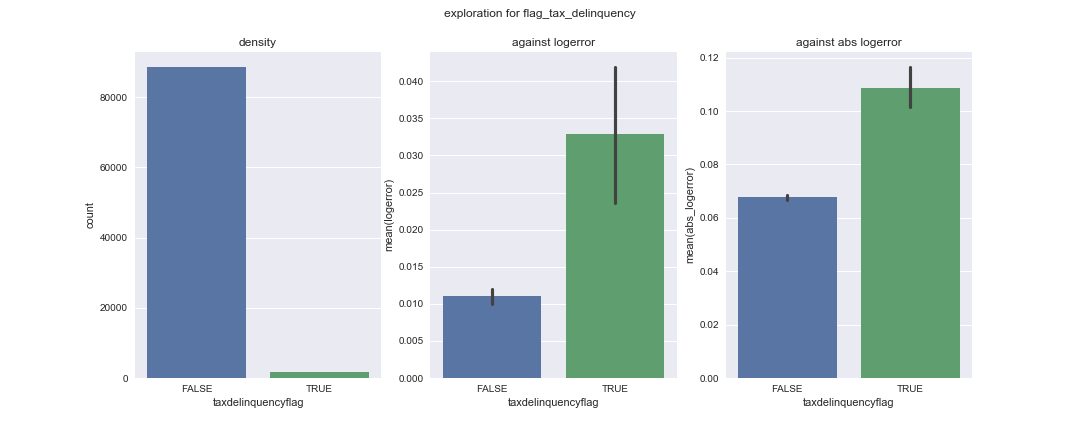 exploration for flag_tax_delinquency
density
80000
60000
40000
20000
0
count
FALSE
TRUE
taxdelinquencyflag
against logerror
0.040
0.035
0.030
0.025
0.020
0.015
0.010
0.005
0.000
mean(logerror)
FALSE
TRUE
taxdelinquencyflag
against abs logerror
0.12
0.10
0.08
0.06
0.04
0.02
0.00
mean(abs_logerror)
FALSE
TRUE
taxdelinquencyflag